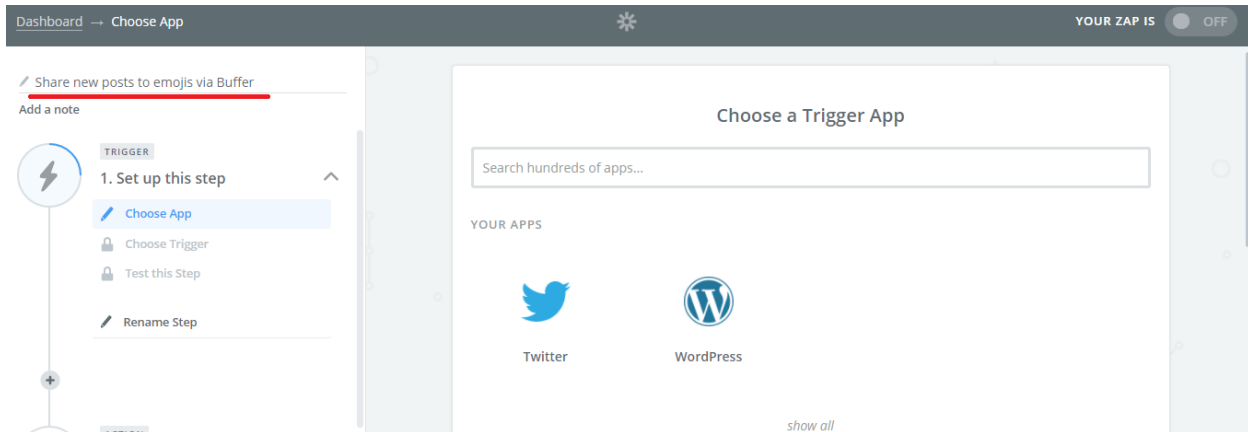 Dashboard → Choose App
YOUR ZAP IS OFF
Share new posts to emojis via Buffer
Add a note
TRIGGER
1. Set up this step
Choose App
Choose Trigger
Test this Step
Rename Step
ACTION
Choose a Trigger App
Search hundreds of apps...
YOUR APPS
Twitter
WordPress
show all